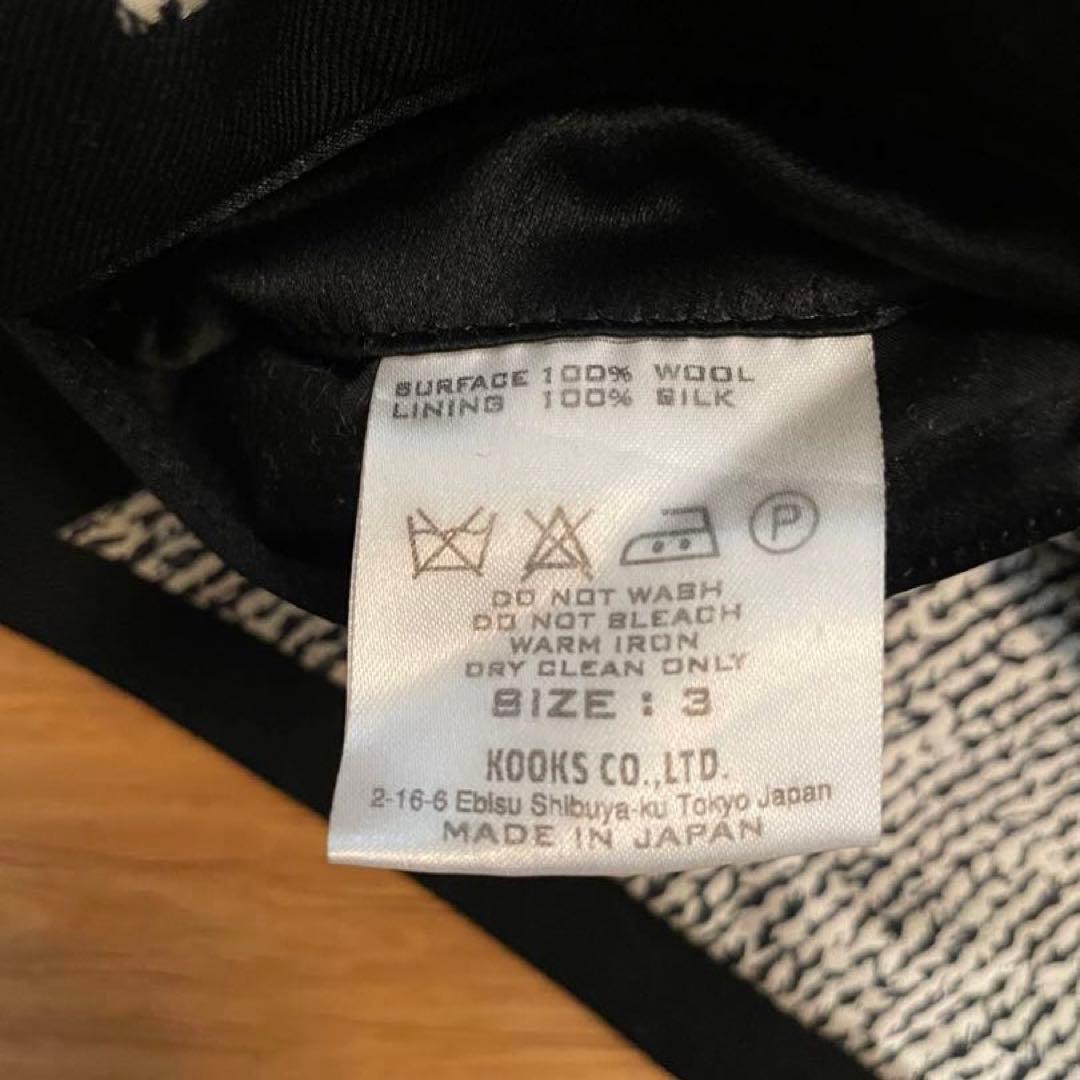 SURFACE 100% WOOL
LINING 100% SILK
P
DO NOT WASH
DO NOT BLEACH
WARM IRON
DRY CLEAN ONLY
SIZE : 3
KOOKS CO.,LTD.
2-16-6 Ebisu Shibuya-ku Tokyo Japan
MADE IN JAPAN